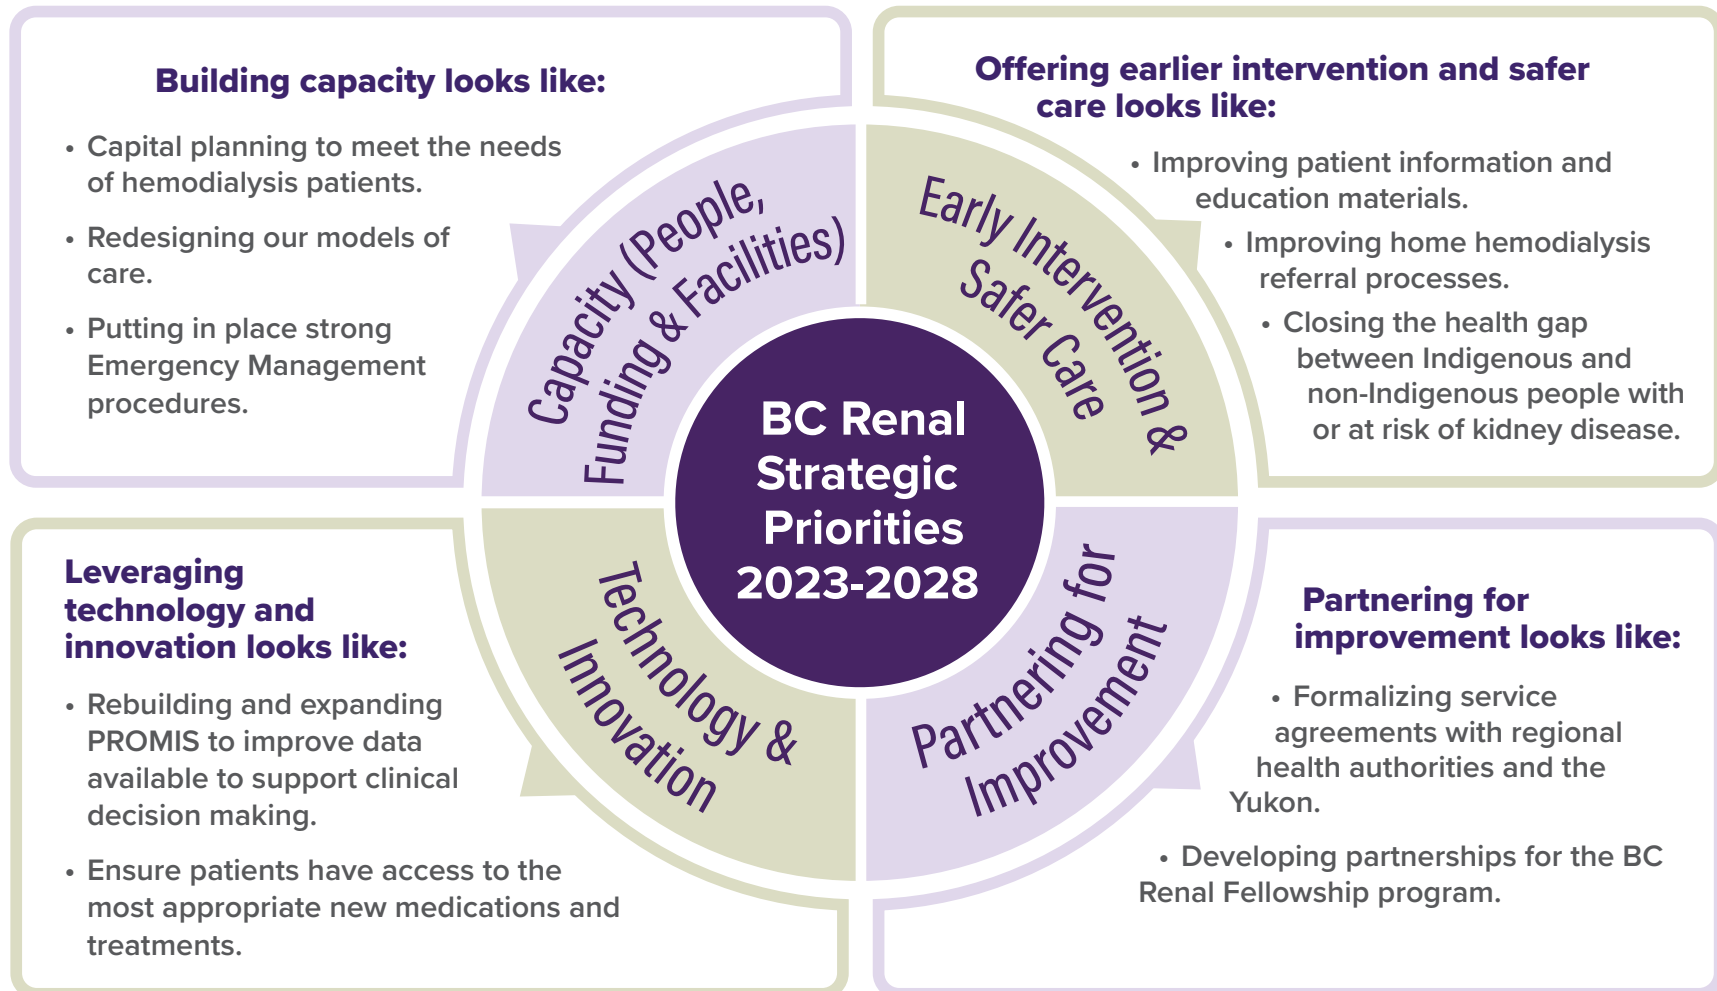 Building capacity looks like:
• Capital planning to meet the needs
of hemodialysis patients.
• Redesigning our models of
care.
• Putting in place strong
Emergency Management
procedures.
Offering earlier intervention and safer
care looks like:
• Improving patient information and
education materials.
• Improving home hemodialysis
referral processes.
• Closing the health gap
between Indigenous and
non-Indigenous people with
or at risk of kidney disease.
Capacity (People,
Funding & Facilities)
Early Intervention &
Safer Care
BC Renal
Strategic
Priorities
2023-2028
Technology &
Innovation
Partnering for
Improvement
Leveraging
technology and
innovation looks like:
• Rebuilding and expanding
PROMIS to improve data
available to support clinical
decision making.
• Ensure patients have access to the
most appropriate new medications and
treatments.
Partnering for
improvement looks like:
• Formalizing service
agreements with regional
health authorities and the
Yukon.
• Developing partnerships for the BC
Renal Fellowship program.